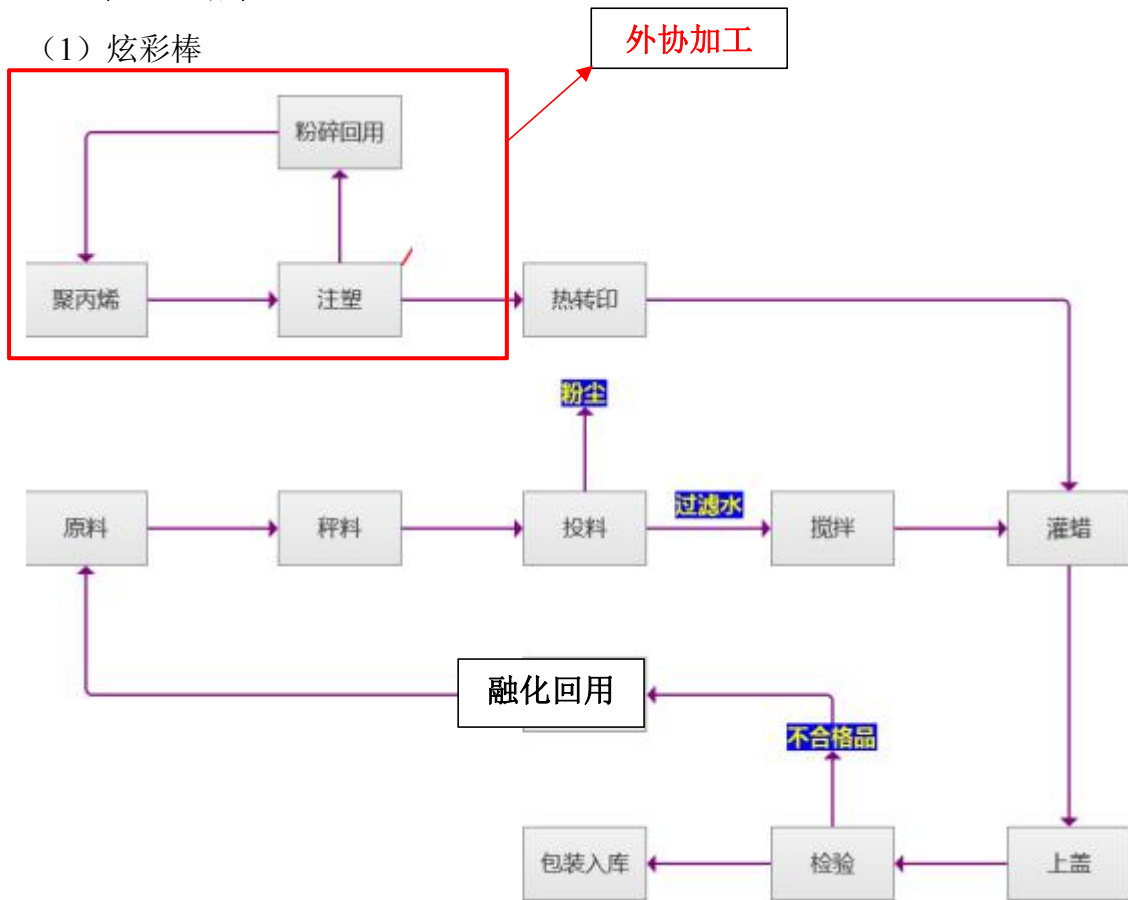 （1）炫彩棒
外协加工
粉碎回用
聚丙烯
注塑
热转印
粉尘
原料
秤料
投料
过滤水
搅拌
灌蜡
融化回用
不合格品
包装入库
检验
上盖